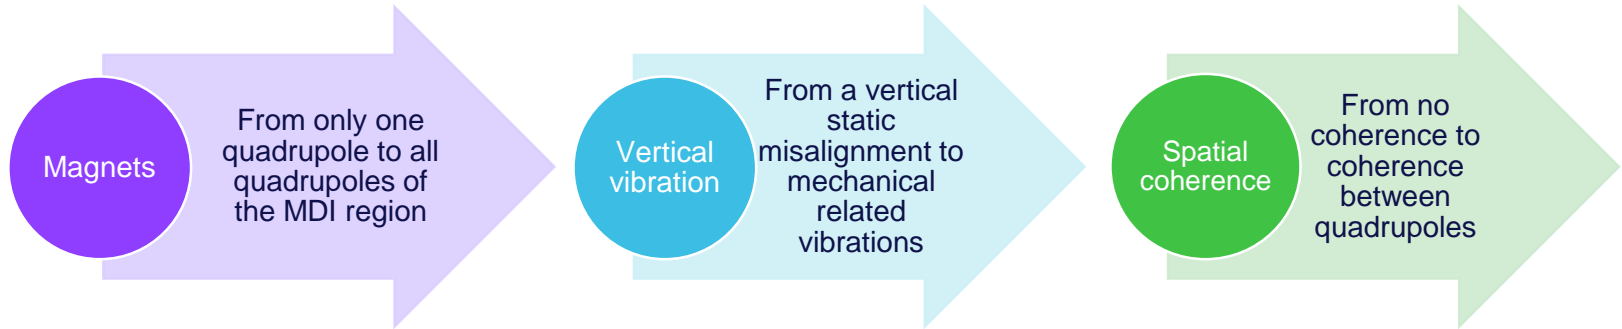 Magnets
From only one
quadrupole to all
quadrupoles of
the MDI region
Vertical
vibration
From a vertical
static
misalignment to
mechanical
related
vibrations
Spatial
coherence
From no
coherence to
coherence
between
quadrupoles